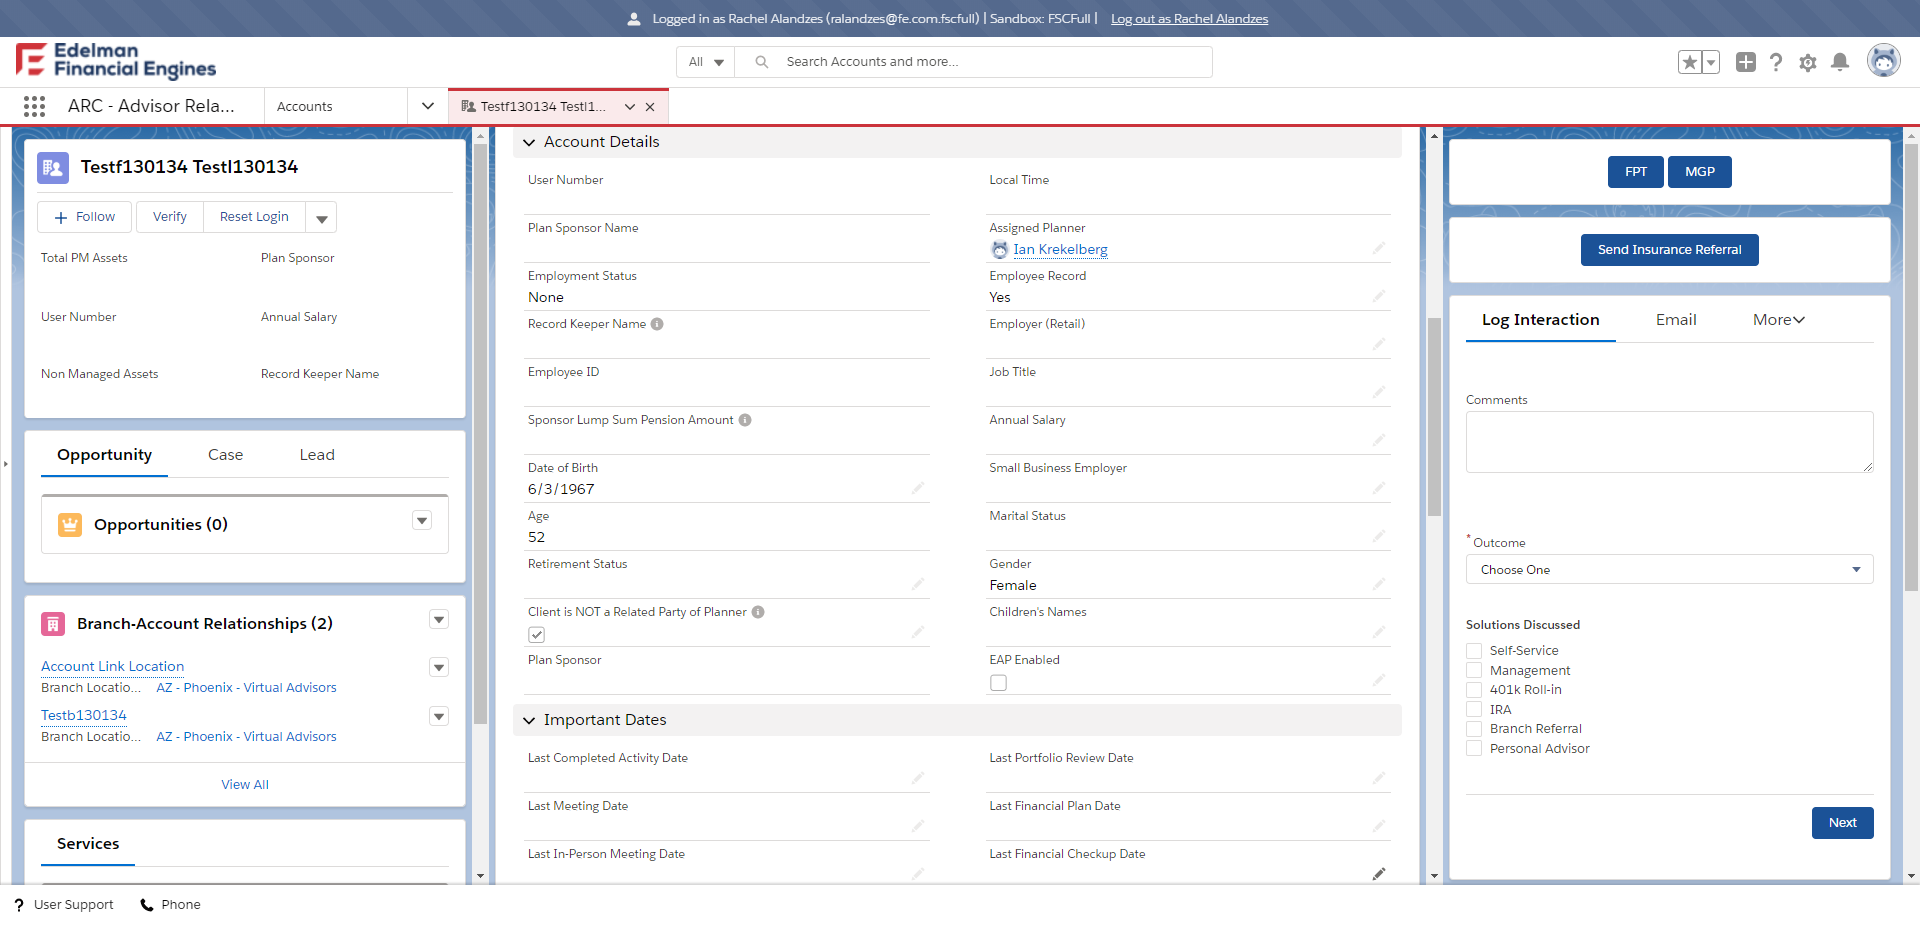 Logged in as Rachel Alandzes (ralandzes@fe.com.fscfull) | Sandbox: FSCFull | Log out as Rachel Alandzes
Edelman
Financial Engines
All
Search Accounts and more...
ARC - Advisor Rela...
Accounts
Testf130134 Testl1...
Testf130134 Testl130134
Follow
Verify
Reset Login
Total PM Assets
Plan Sponsor
User Number
Annual Salary
Non Managed Assets
Record Keeper Name
Opportunity
Case
Lead
Opportunities (0)
Branch-Account Relationships (2)
Account Link Location
Branch Locatio... AZ - Phoenix - Virtual Advisors
Testb130134
Branch Locatio... AZ - Phoenix - Virtual Advisors
View All
Services
Account Details
User Number
Local Time
Plan Sponsor Name
Assigned Planner
Ian Krekelberg
Employment Status
None
Employee Record
Yes
Record Keeper Name
Employer (Retail)
Employee ID
Job Title
Sponsor Lump Sum Pension Amount
Annual Salary
Date of Birth
6/3/1967
Small Business Employer
Age
52
Marital Status
Retirement Status
Gender
Female
Client is NOT a Related Party of Planner
Children's Names
Plan Sponsor
EAP Enabled
Important Dates
Last Completed Activity Date
Last Portfolio Review Date
Last Meeting Date
Last Financial Plan Date
Last In-Person Meeting Date
Last Financial Checkup Date
FPT
MGP
Send Insurance Referral
Log Interaction
Email
More
Comments
*Outcome
Choose One
Solutions Discussed
Self-Service
Management
401k Roll-in
IRA
Branch Referral
Personal Advisor
Next
User Support
Phone